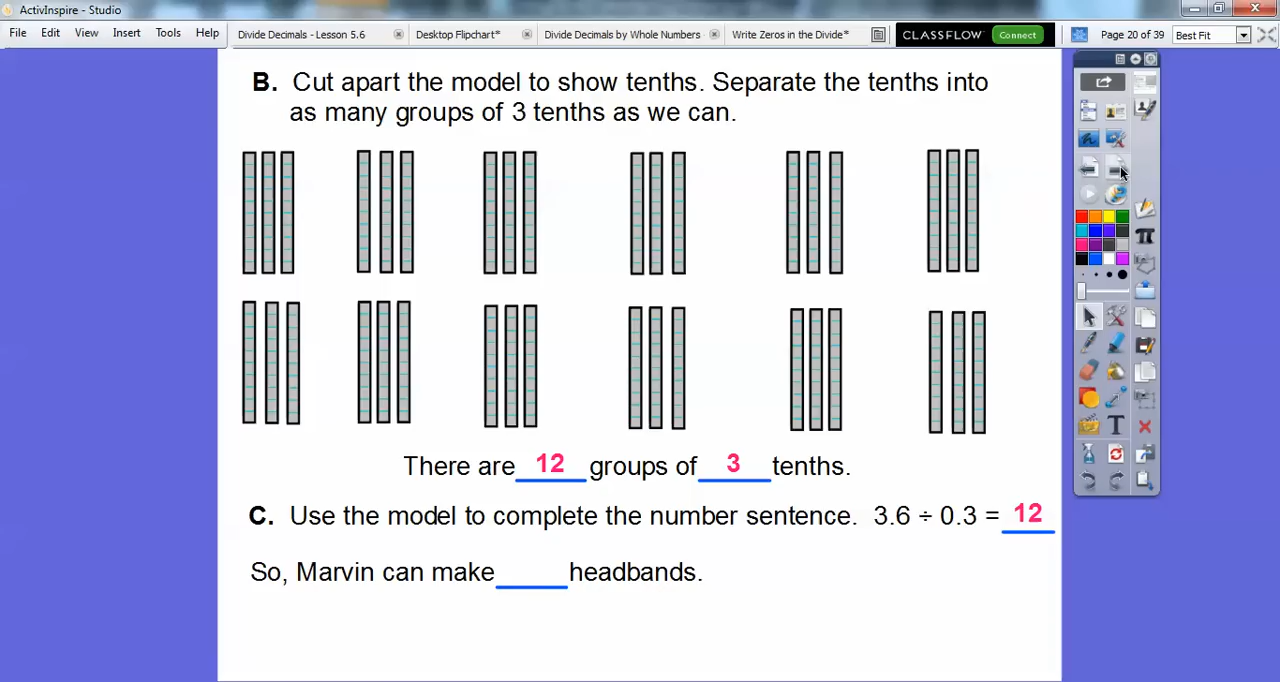 ActivInspire - Studio
File Edit View Insert Tools Help
Divide Decimals - Lesson 5.6
Desktop Flipchart*
Divide Decimals by Whole Numbers
Write Zeros in the Divide*
CLASSFLOW Connect
Page 20 of 39
Best Fit
B. Cut apart the model to show tenths. Separate the tenths into
as many groups of 3 tenths as we can.
There are 12 groups of 3 tenths.
C. Use the model to complete the number sentence. 3.6 ÷ 0.3 = 12
So, Marvin can make_____headbands.